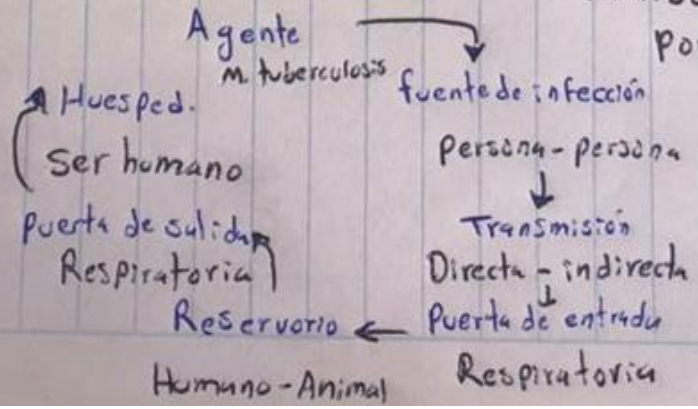 Agente
M. tuberculosis
fuente de infección
Persona - persona
Transmisión
Directa - indirecta
Puerta de entrada
Respiratoria
Reservorio
Humano - Animal
Puerta de salida
Respiratoria
Huesped.
Ser humano